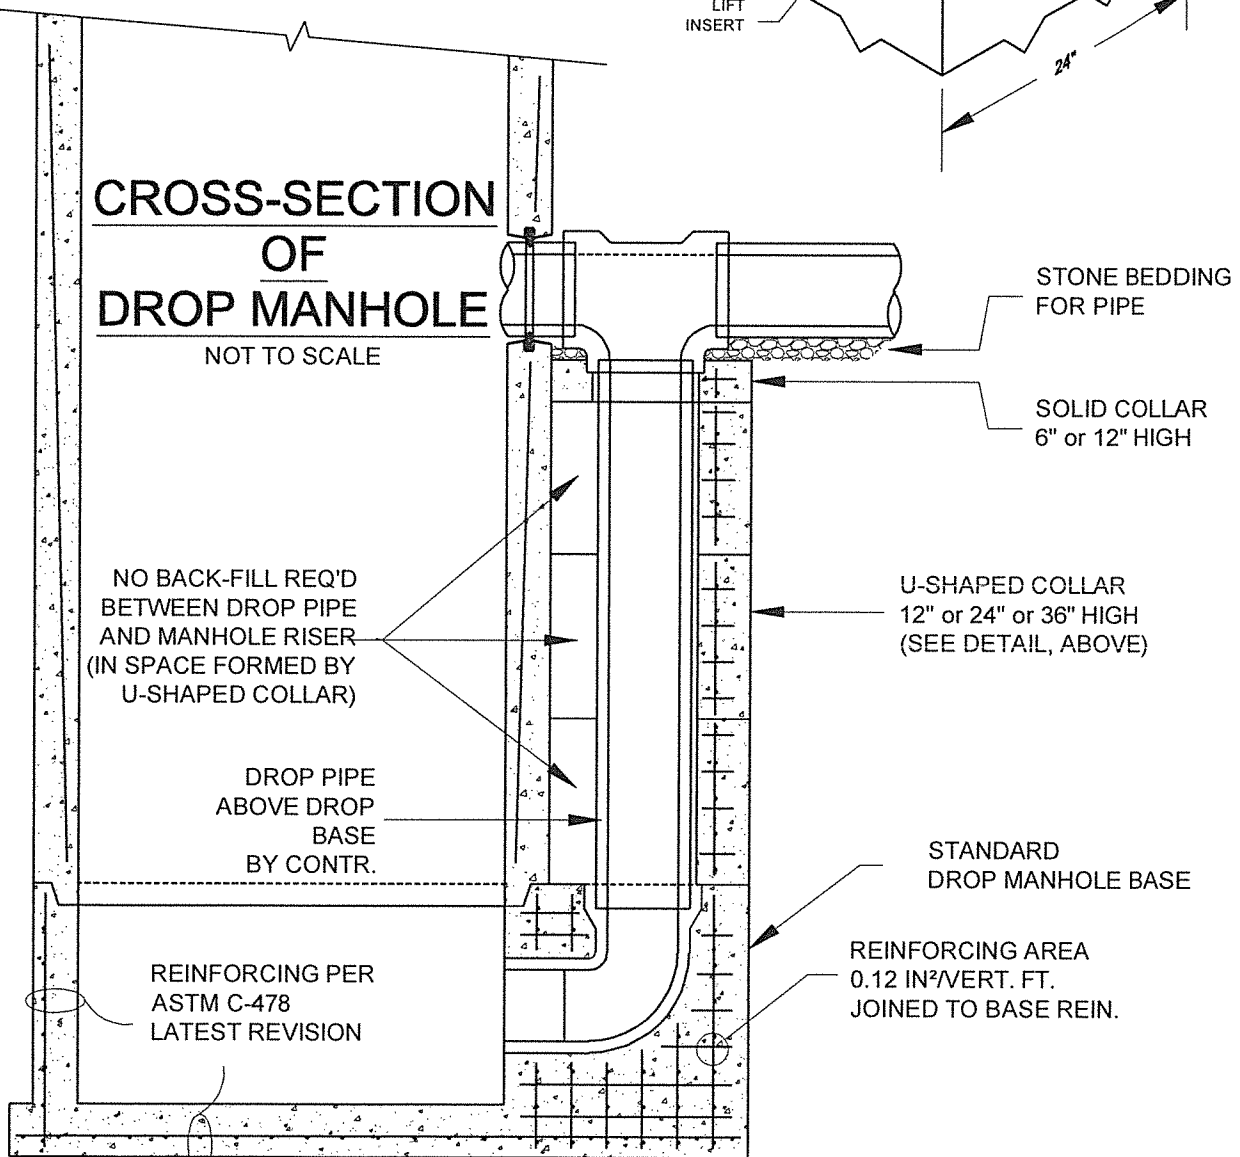 LIFT
INSERT
24"
CROSS-SECTION
OF
DROP MANHOLE
NOT TO SCALE
STONE BEDDING
FOR PIPE
SOLID COLLAR
6" or 12" HIGH
NO BACK-FILL REQ'D
BETWEEN DROP PIPE
AND MANHOLE RISER
(IN SPACE FORMED BY
U-SHAPED COLLAR)
U-SHAPED COLLAR
12" or 24" or 36" HIGH
(SEE DETAIL, ABOVE)
DROP PIPE
ABOVE DROP
BASE
BY CONTR.
STANDARD
DROP MANHOLE BASE
REINFORCING PER
ASTM C-478
LATEST REVISION
REINFORCING AREA
0.12 IN²/VERT. FT.
JOINED TO BASE REIN.